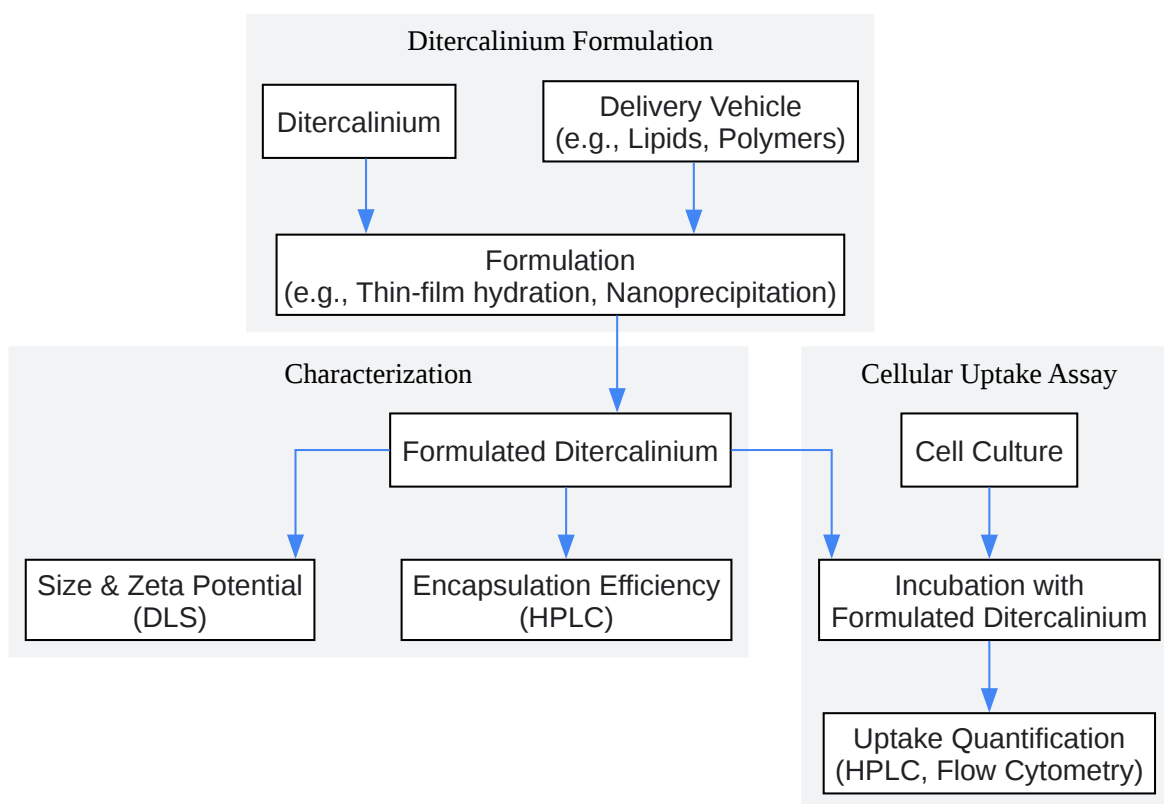 Ditercalinium Formulation
Ditercalinium
Delivery Vehicle
(e.g., Lipids, Polymers)
Formulation
(e.g., Thin-film hydration, Nanoprecipitation)
Characterization
Formulated Ditercalinium
Size & Zeta Potential
(DLS)
Encapsulation Efficiency
(HPLC)
Cellular Uptake Assay
Cell Culture
Incubation with
Formulated Ditercalinium
Uptake Quantification
(HPLC, Flow Cytometry)